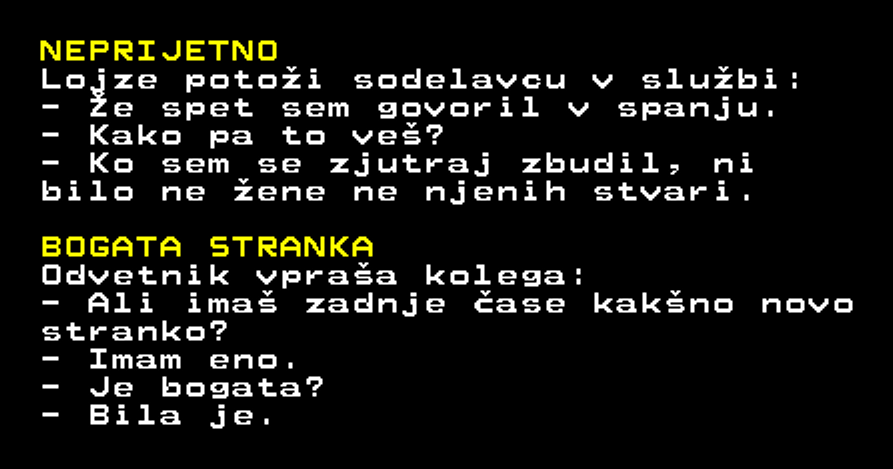 NEPRIJETNO
Lojze potoži sodelavcu v službi:
- Že spet sem govoril v spanju.
- Kako pa to veš?
- Ko sem se zjutraj zbudil, ni
bilo ne žene ne njenih stvari.
BOGATA STRANKA
Odvetnik vpraša kolega:
- Ali imaš zadnje čase kakšno novo
stranko?
- Imam eno.
- Je bogata?
- Bila je.